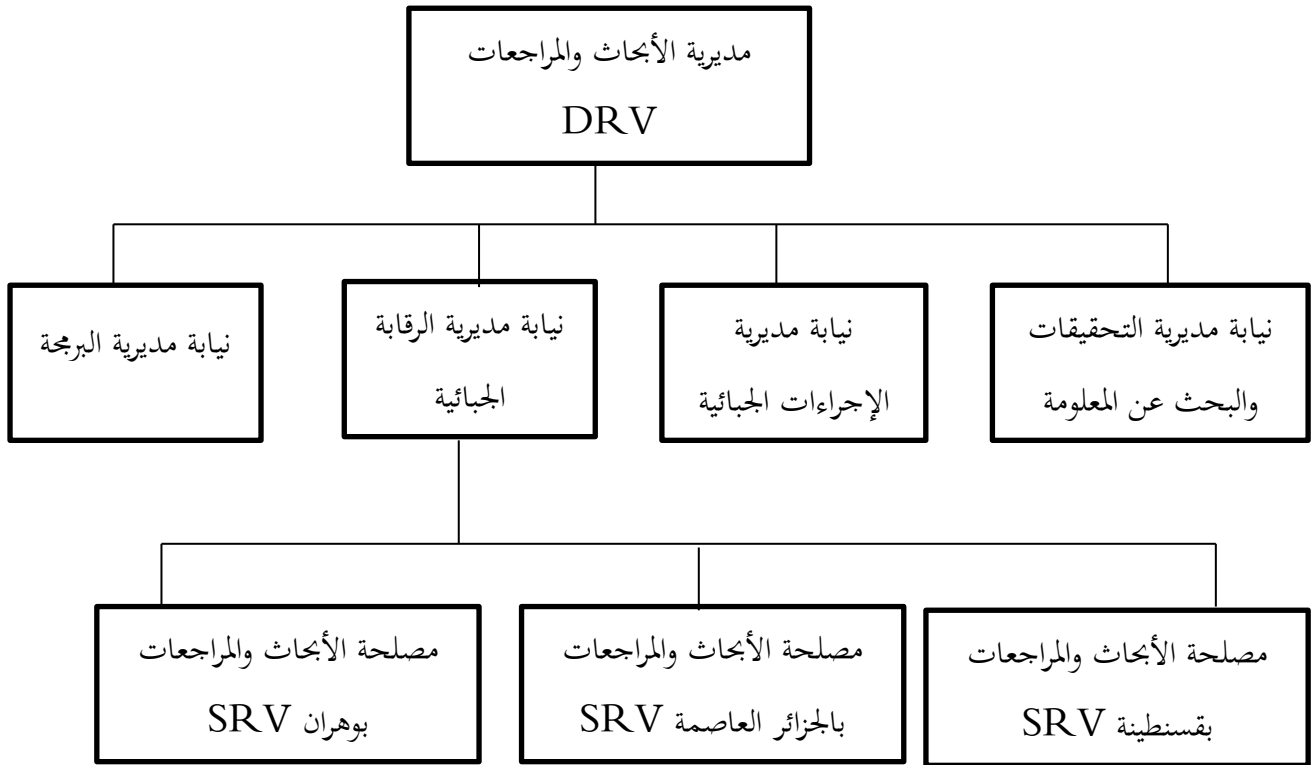 مديرية الأبحاث والمراجعات
DRV
نيابة مديرية التحقيقات
والبحث عن المعلومة
نيابة مديرية
الإجراءات الجبائية
نيابة مديرية الرقابة
الجبائية
نيابة مديرية البرمجة
مصلحة الأبحاث والمراجعات
بقسنطينة SRV
مصلحة الأبحاث والمراجعات
بالجزائر العاصمة SRV
مصلحة الأبحاث والمراجعات
بوهران SRV